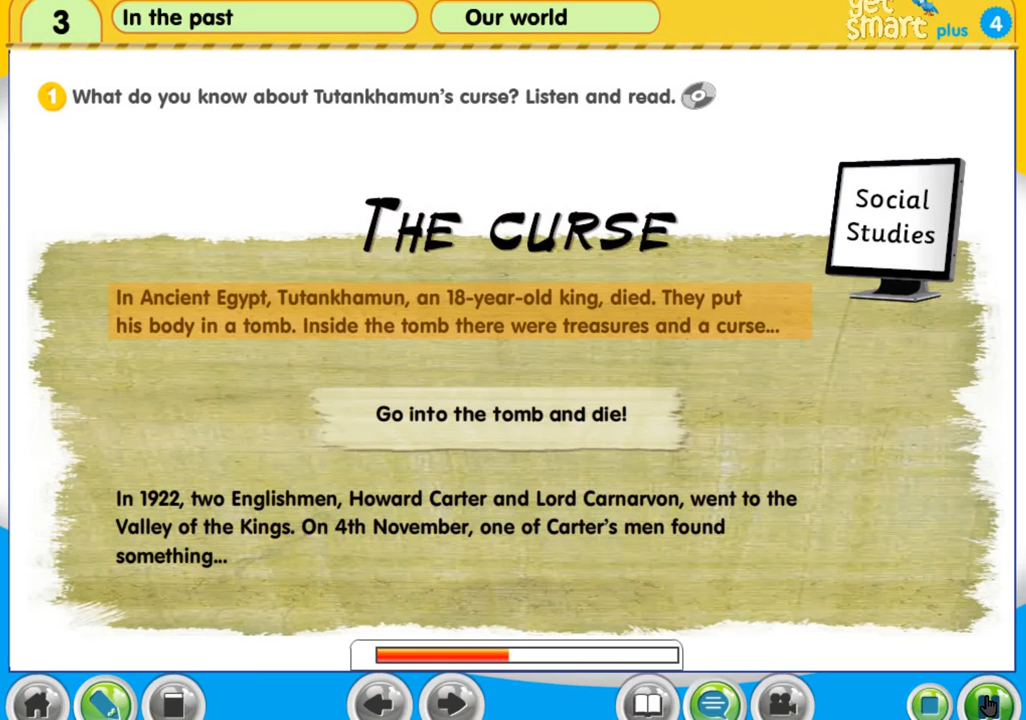 3
In the past
Our world
get
smart plus 4
1 What do you know about Tutankhamun's curse? Listen and read.
Social
Studies
THE CURSE
In Ancient Egypt, Tutankhamun, an 18-year-old king, died. They put
his body in a tomb. Inside the tomb there were treasures and a curse...
Go into the tomb and die!
In 1922, two Englishmen, Howard Carter and Lord Carnarvon, went to the
Valley of the Kings. On 4th November, one of Carter's men found
something...